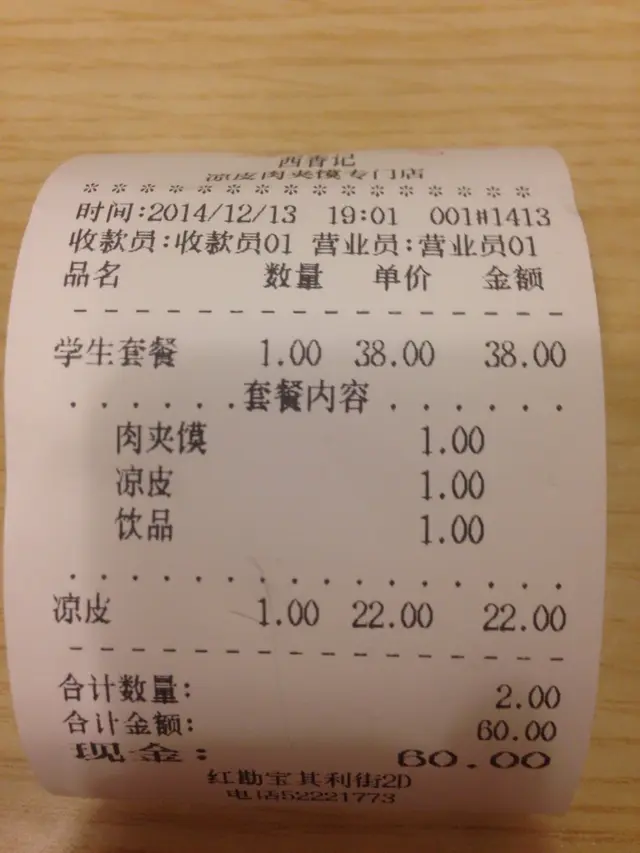 西香记
凉皮肉夹馍专门店
* * * * * * * * * * * * * * * *
时间:2014/12/13 19:01 001#1413
收款员:收款员01 营业员:营业员01
品名 数量 单价 金额
- - - - - - - - - - - - - - - - -
学生套餐 1.00 38.00 38.00
. . . . . .套餐内容 . . . . . .
肉夹馍 1.00
凉皮 1.00
饮品 1.00
. . . . . . . . . . . . . . . . . . .
凉皮 1.00 22.00 22.00
- - - - - - - - - - - - - - - - -
合计数量: 2.00
合计金额: 60.00
现金: 60.00
红勘宝其利街2D
电话52221773